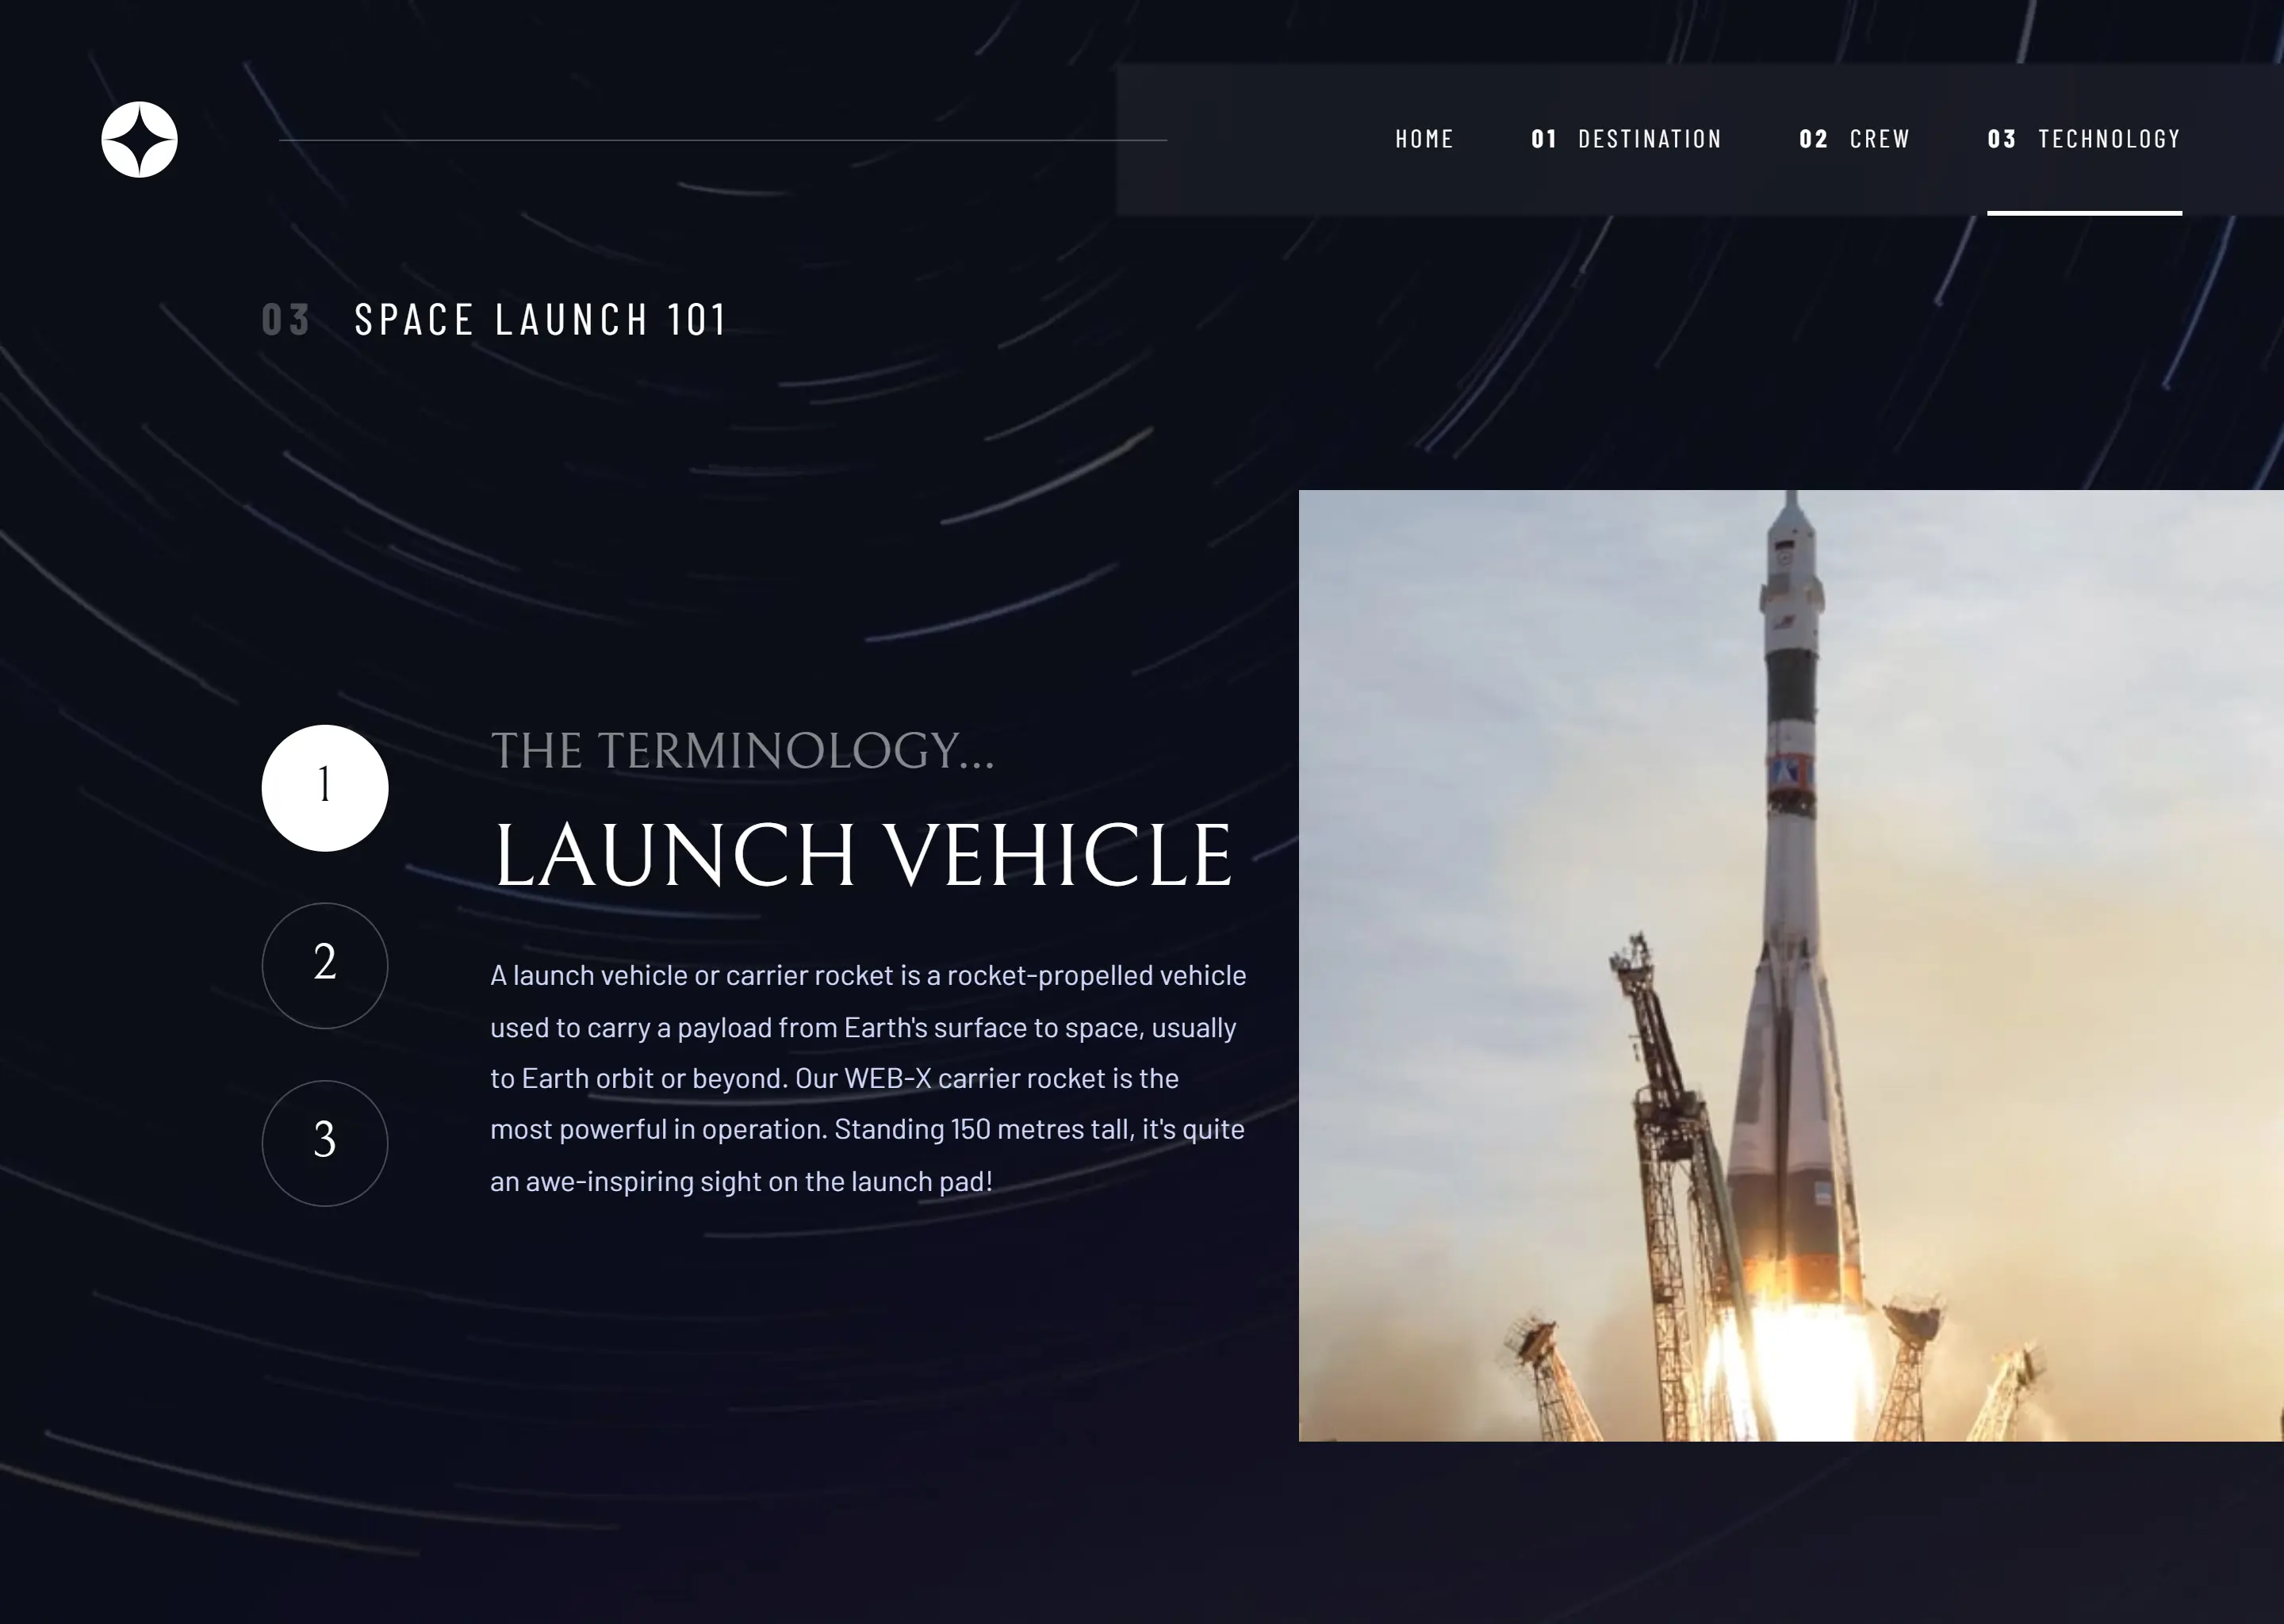 HOME
01 DESTINATION
02 CREW
03 TECHNOLOGY
03 SPACE LAUNCH 101
1
2
3
THE TERMINOLOGY...
LAUNCH VEHICLE
A launch vehicle or carrier rocket is a rocket-propelled vehicle
used to carry a payload from Earth's surface to space, usually
to Earth orbit or beyond. Our WEB-X carrier rocket is the
most powerful in operation. Standing 150 metres tall, it's quite
an awe-inspiring sight on the launch pad!